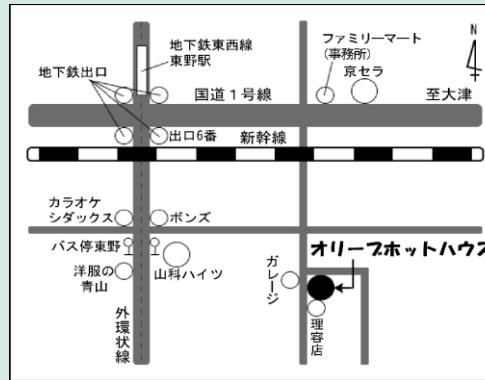 地下鉄東西線
東野駅
ファミリーマート
(事務所)
N
地下鉄出口
国道1号線
京セラ
至大津
出口6番
新幹線
カラオケ
シダックス
ボンズ
バス停東野
洋服の
青山
山科ハイツ
ガレージ
オリーブホットハウス
理容店
外環状線